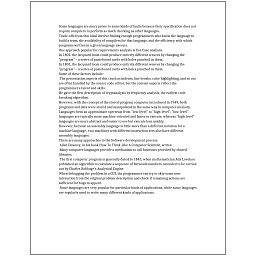 Some languages are more prone to some kinds of faults because their specification does not
require compilers to perform as much checking as other languages.
Trade-offs from this ideal involve finding enough programmers who know the language to
build a team, the availability of compilers for that language, and the efficiency with which
programs written in a given language execute.
One approach popular for requirements analysis is Use Case analysis.
In 1801, the Jacquard loom could produce entirely different weaves by changing the
"program" – a series of pasteboard cards with holes punched in them.
In 1801, the Jacquard loom could produce entirely different weaves by changing the
"program" – a series of pasteboard cards with holes punched in them.
Some of these factors include:
The presentation aspects of this (such as indents, line breaks, color highlighting, and so on)
are often handled by the source code editor, but the content aspects reflect the
programmer's talent and skills.
He gave the first description of cryptanalysis by frequency analysis, the earliest code-
breaking algorithm.
However, with the concept of the stored-program computer introduced in 1949, both
programs and data were stored and manipulated in the same way in computer memory.
Languages form an approximate spectrum from "low-level" to "high-level"; "low-level"
languages are typically more machine-oriented and faster to execute, whereas "high-level"
languages are more abstract and easier to use but execute less quickly.
However, because an assembly language is little more than a different notation for a
machine language, two machines with different instruction sets also have different
assembly languages.
There are many approaches to the Software development process.
Allen Downey, in his book How To Think Like A Computer Scientist, writes:
Many computer languages provide a mechanism to call functions provided by shared
libraries.
The first computer program is generally dated to 1843, when mathematician Ada Lovelace
published an algorithm to calculate a sequence of Bernoulli numbers, intended to be carried
out by Charles Babbage's Analytical Engine.
When debugging the problem in a GUI, the programmer can try to skip some user
interaction from the original problem description and check if remaining actions are
sufficient for bugs to appear.
Some languages are very popular for particular kinds of applications, while some languages
are regularly used to write many different kinds of applications.